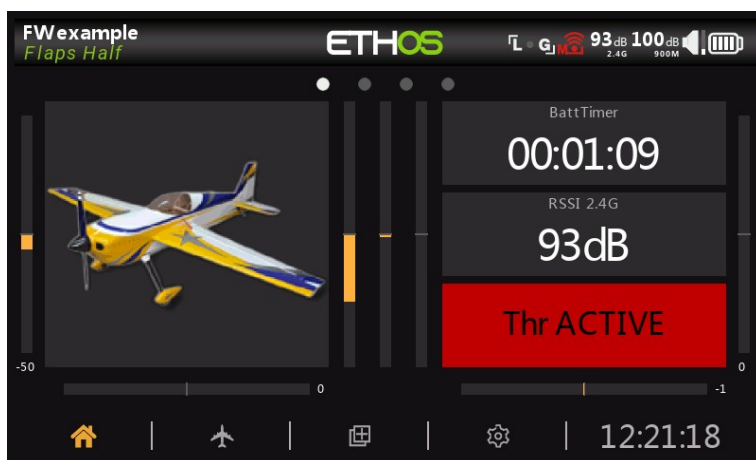 FWexample
Flaps Half
ETHOS
L G M 93dB 2.4G 100dB 900M
BattTimer
00:01:09
RSSI 2.4G
93dB
Thr ACTIVE
-50
0
0
-1
12:21:18